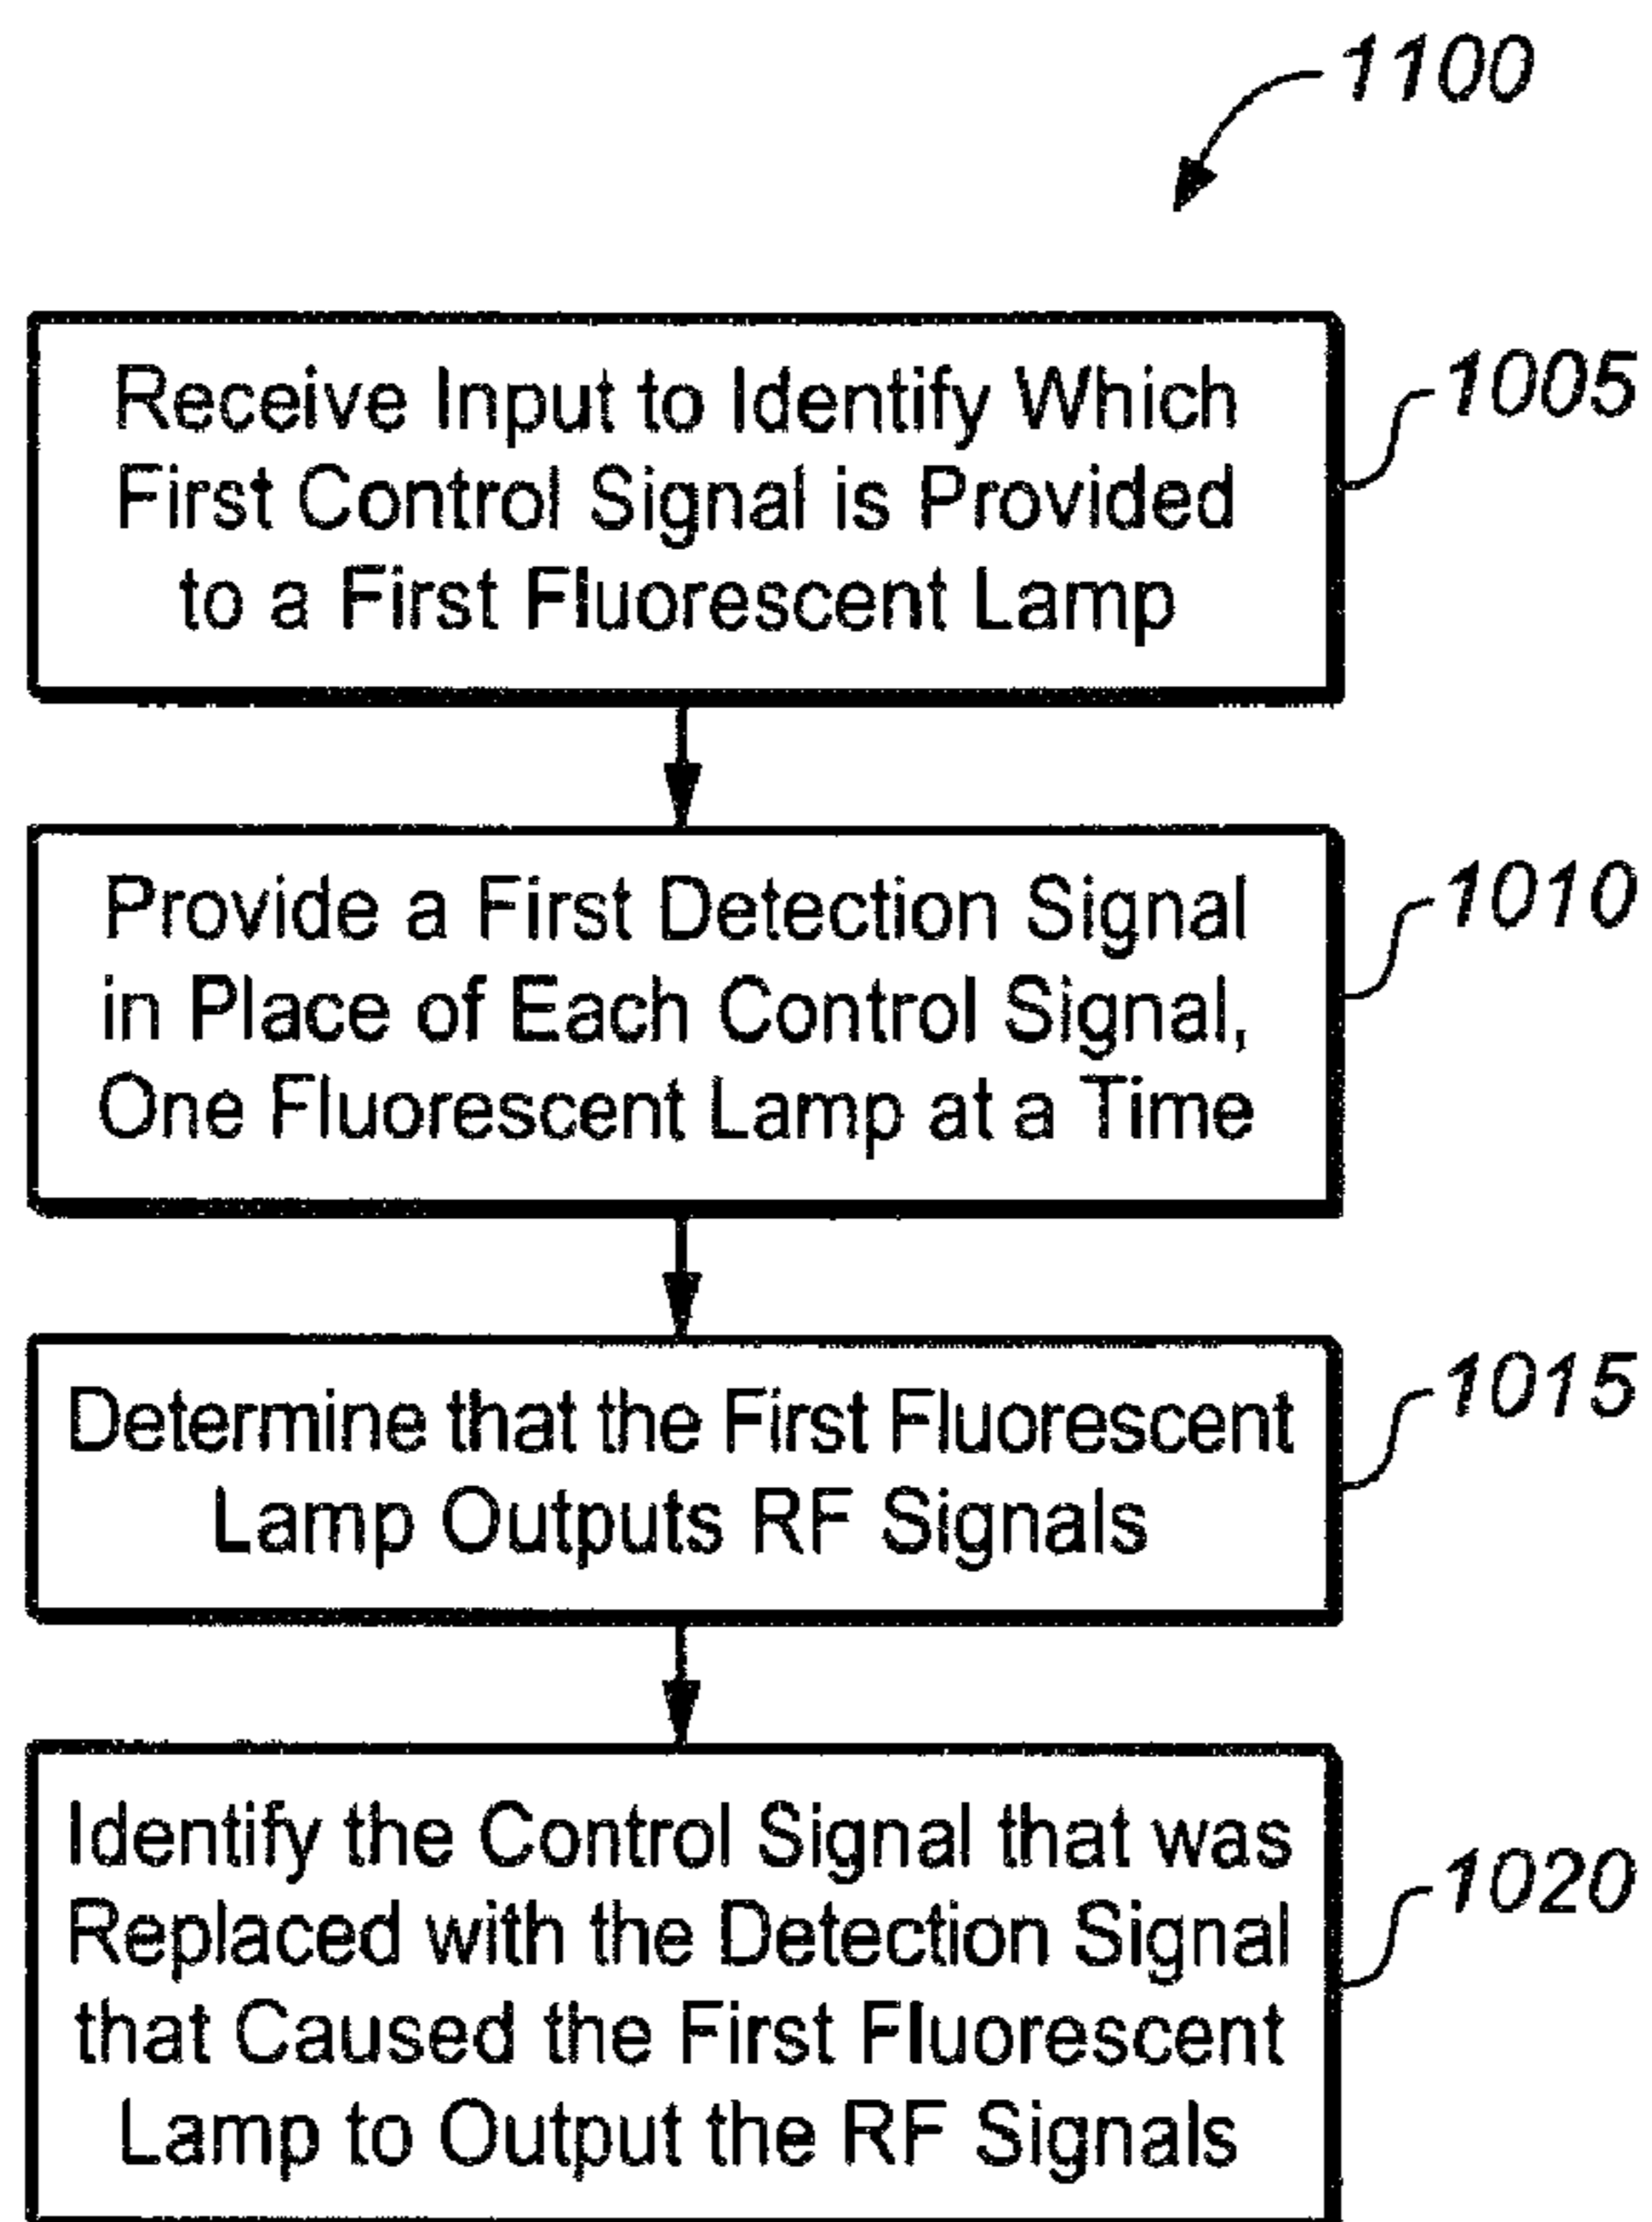 1100
Receive Input to Identify Which
First Control Signal is Provided
to a First Fluorescent Lamp
1005
Provide a First Detection Signal
in Place of Each Control Signal,
One Fluorescent Lamp at a Time
1010
Determine that the First Fluorescent
Lamp Outputs RF Signals
1015
Identify the Control Signal that was
Replaced with the Detection Signal
that Caused the First Fluorescent
Lamp to Output the RF Signals
1020